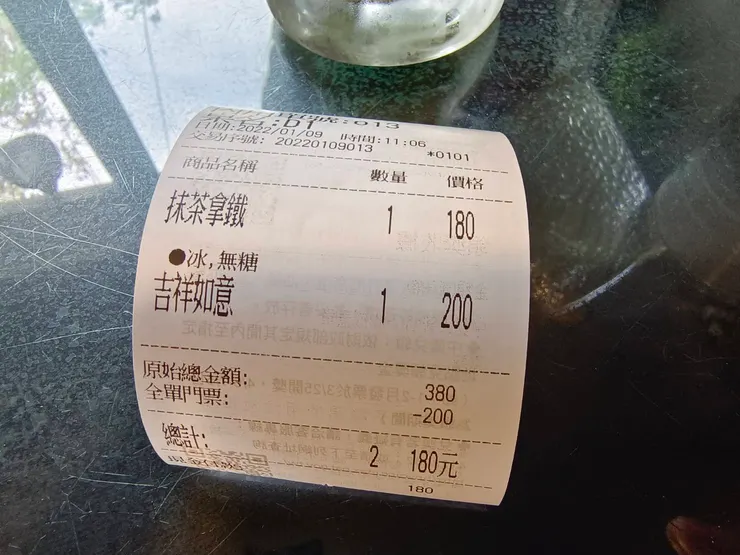 日期:2022/01/09 時間:11:06
交易序號: 20220109013 *0101
商品名稱 數量 價格
抹茶拿鐵 1 180
●冰,無糖
吉祥如意 1 200
原始總金額: 380
全單門票: -200
總計: 2 180元
180